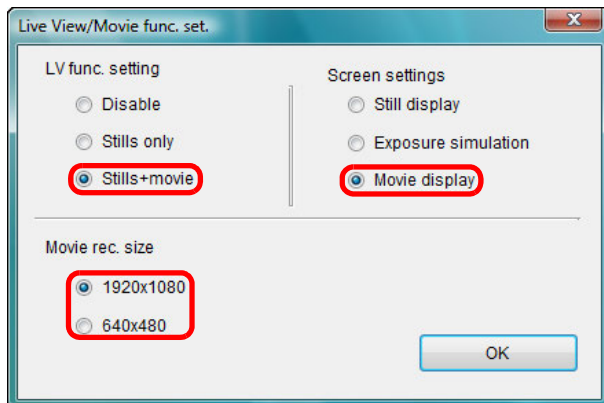 Live View/Movie func. set.
LV func. setting
Disable
Stills only
Stills+movie
Screen settings
Still display
Exposure simulation
Movie display
Movie rec. size
1920x1080
640x480
OK